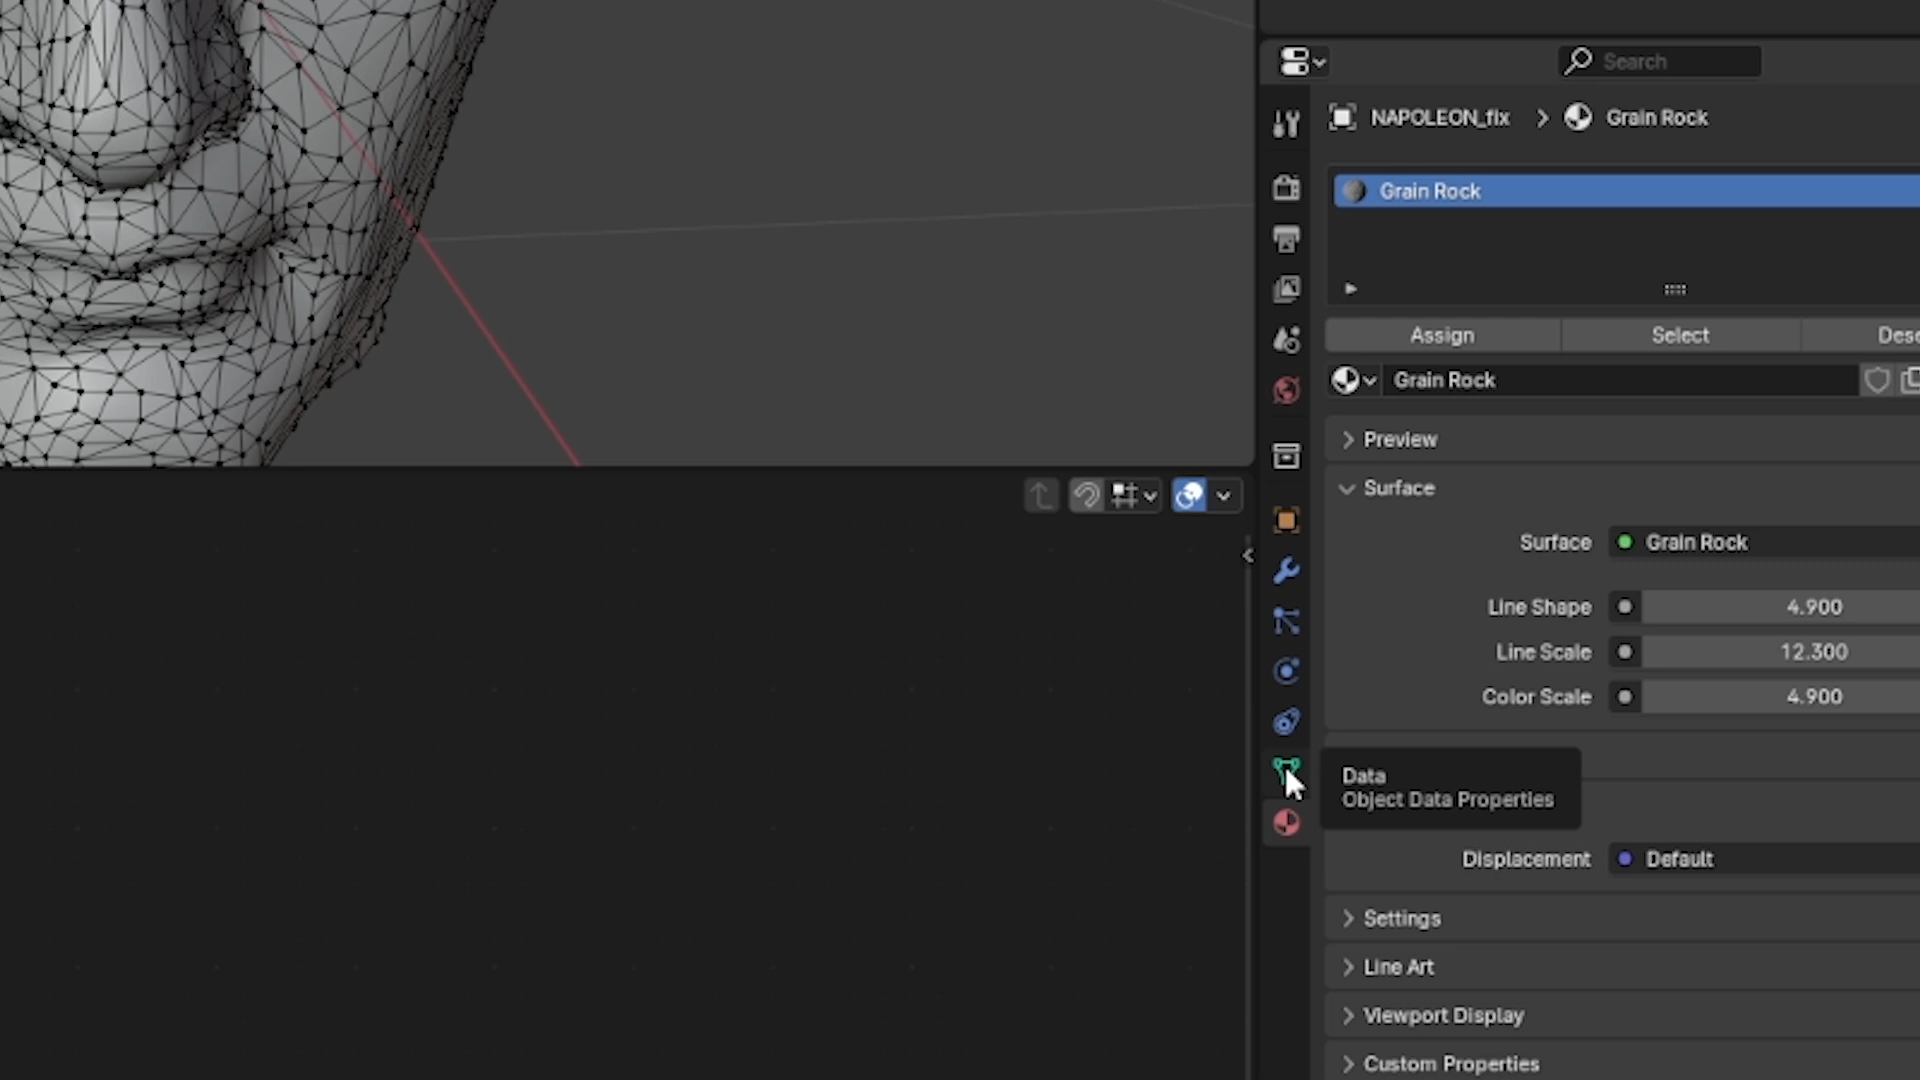 Search
NAPOLEON_fix > Grain Rock
Grain Rock
Assign Select
Grain Rock
Preview
Surface
Surface Grain Rock
Line Shape 4.900
Line Scale 12.300
Color Scale 4.900
Data
Object Data Properties
Displacement Default
Settings
Line Art
Viewport Display
Custom Properties